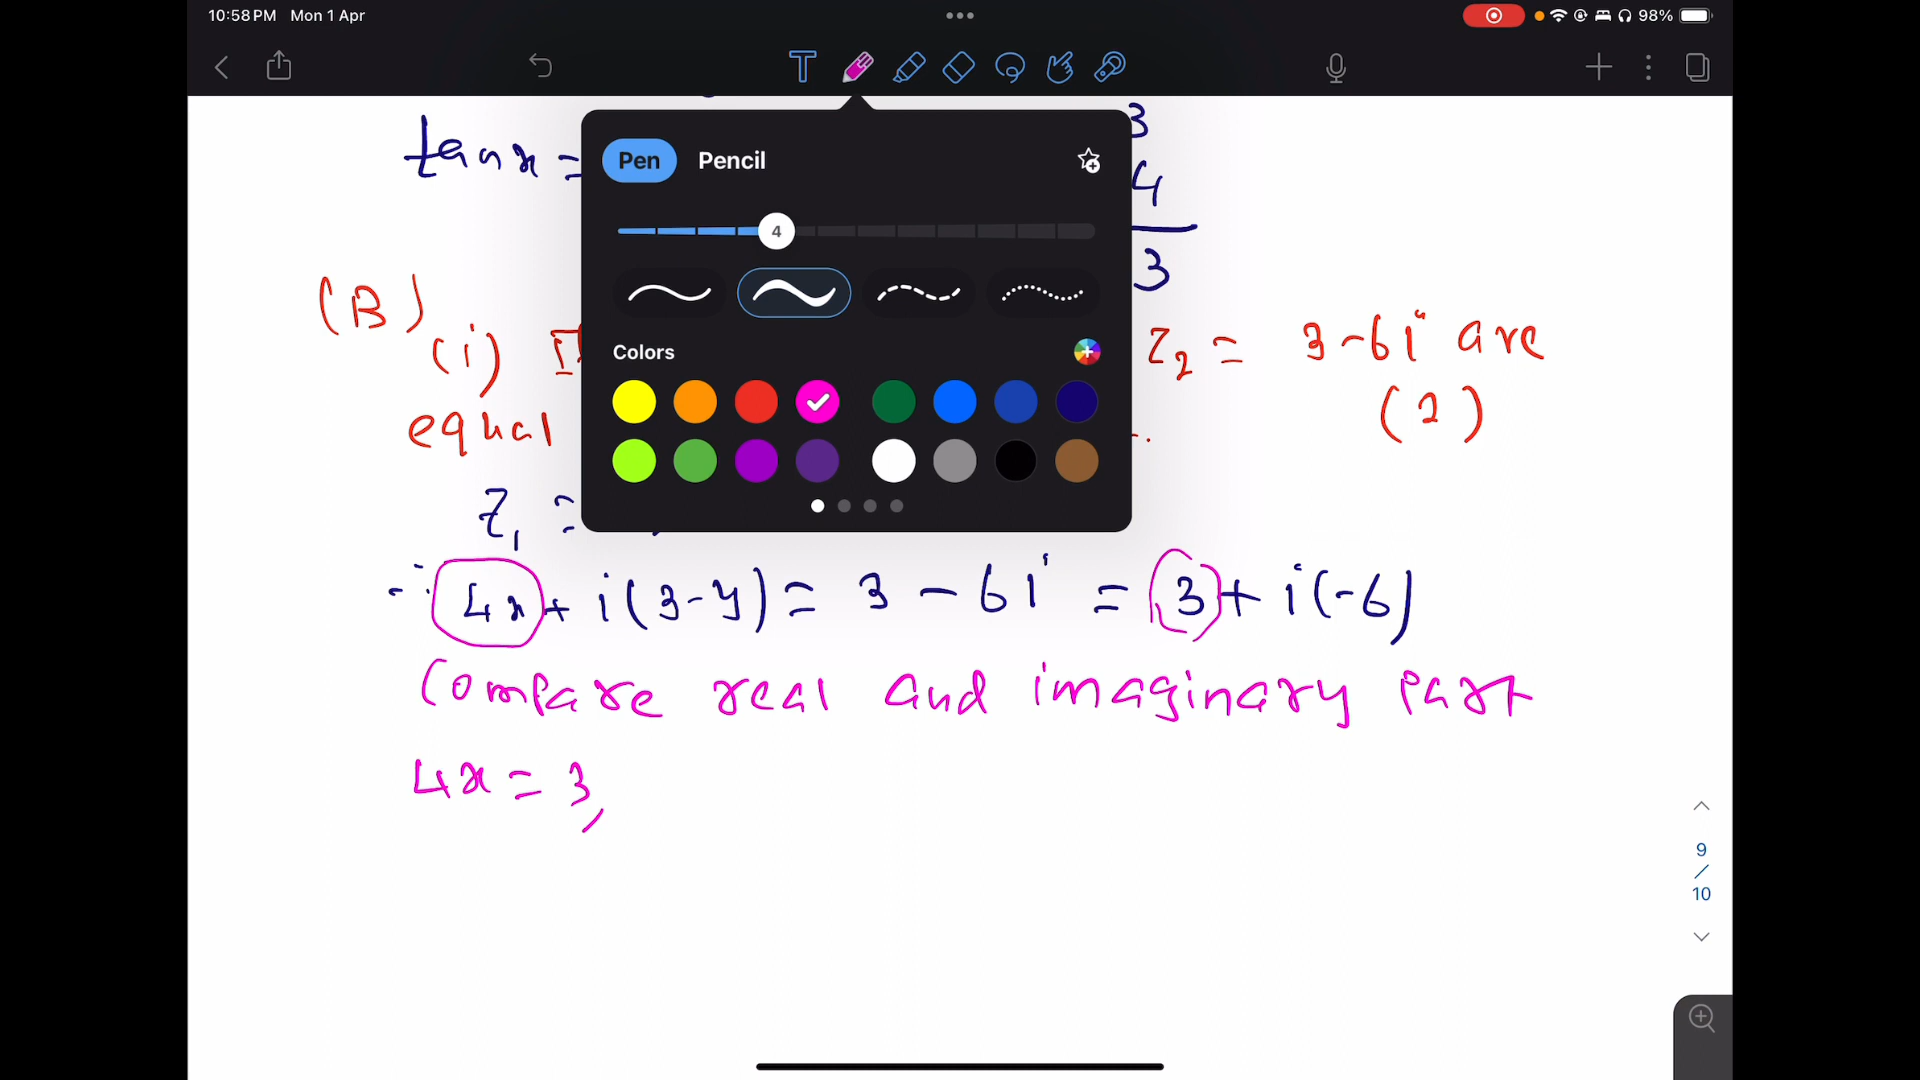 10:58 PM Mon 1 Apr 98%
T
Pen Pencil
4
Colors
tan x = 3
4
3
(B)
(i) Z₂ = 3-6i are
equal (2)
Z₁ =
∴ 4x + i(3-y) = 3 - 6i = 3 + i(-6)
Compare real and imaginary part
4x = 3,
9
/
10